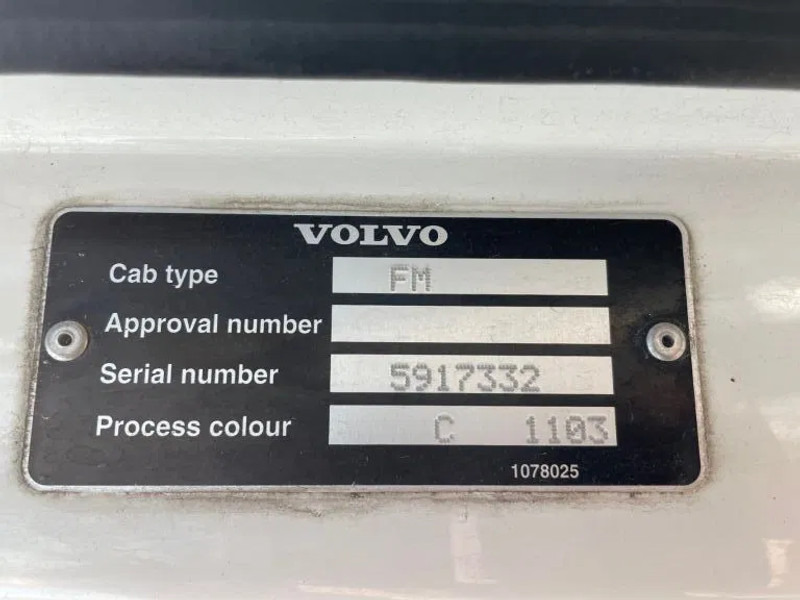 VOLVO
Cab type FM
Approval number
Serial number 5917332
Process colour C 1103
1078025